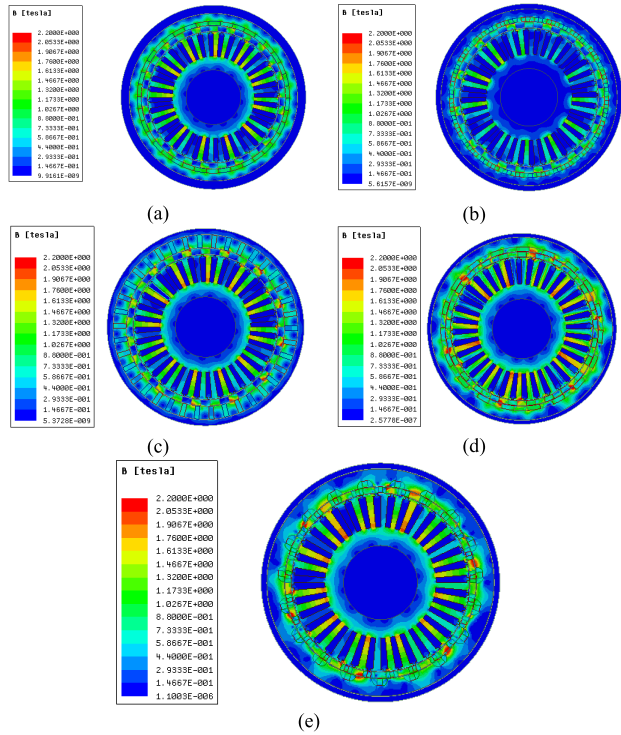 B [tesla]
2.2000E+000
2.0533E+000
1.9067E+000
1.7600E+000
1.6133E+000
1.4667E+000
1.3200E+000
1.1733E+000
1.0267E+000
8.8000E-001
7.3333E-001
5.8667E-001
4.4000E-001
2.9333E-001
1.4667E-001
9.9161E-009
(a)
B [tesla]
2.2000E+000
2.0533E+000
1.9067E+000
1.7600E+000
1.6133E+000
1.4667E+000
1.3200E+000
1.1733E+000
1.0267E+000
8.8000E-001
7.3333E-001
5.8667E-001
4.4000E-001
2.9333E-001
1.4667E-001
5.6157E-009
(b)
B [tesla]
2.2000E+000
2.0533E+000
1.9067E+000
1.7600E+000
1.6133E+000
1.4667E+000
1.3200E+000
1.1733E+000
1.0267E+000
8.8000E-001
7.3333E-001
5.8667E-001
4.4000E-001
2.9333E-001
1.4667E-001
5.3728E-009
(c)
B [tesla]
2.2000E+000
2.0533E+000
1.9067E+000
1.7600E+000
1.6133E+000
1.4667E+000
1.3200E+000
1.1733E+000
1.0267E+000
8.8000E-001
7.3333E-001
5.8667E-001
4.4000E-001
2.9333E-001
1.4667E-001
2.5778E-007
(d)
B [tesla]
2.2000E+000
2.0533E+000
1.9067E+000
1.7600E+000
1.6133E+000
1.4667E+000
1.3200E+000
1.1733E+000
1.0267E+000
8.8000E-001
7.3333E-001
5.8667E-001
4.4000E-001
2.9333E-001
1.4667E-001
1.1003E-006
(e)